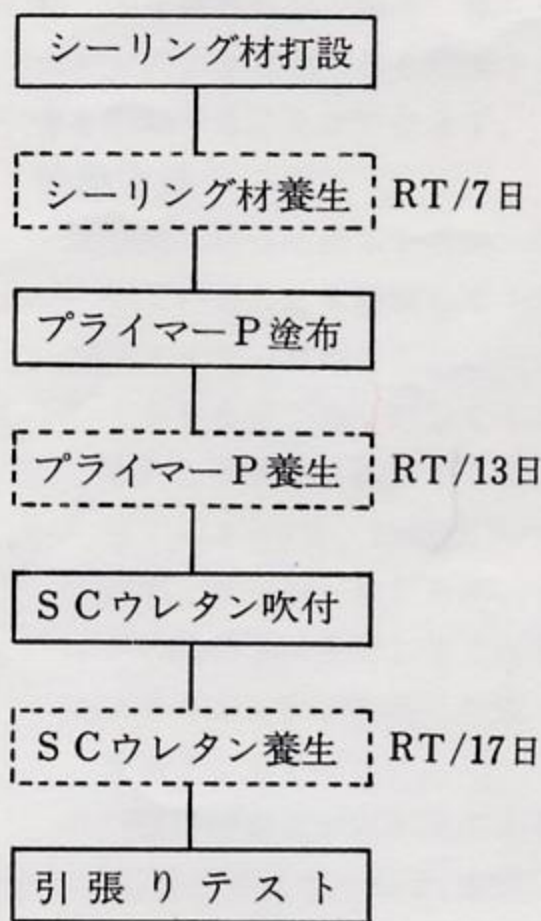 シーリング材打設
シーリング材養生 RT/7日
プライマーP塗布
プライマーP養生 RT/13日
SCウレタン吹付
SCウレタン養生 RT/17日
引張りテスト